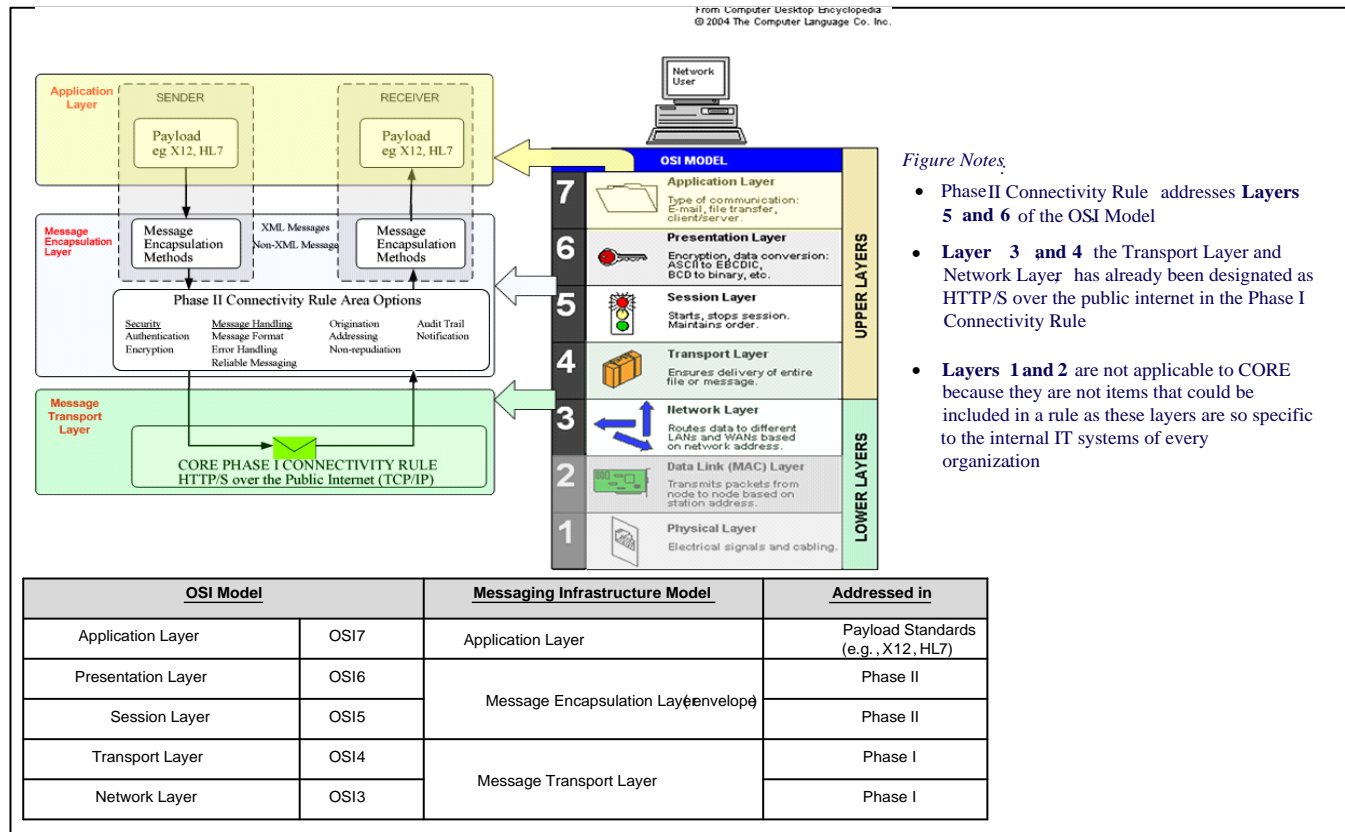 From Computer Desktop Encyclopedia
© 2004 The Computer Language Co. Inc.
Network
User
Application
Layer
SENDER
RECEIVER
Payload
eg X12, HL7
Payload
eg X12, HL7
Message
Encapsulation
Layer
Message
Encapsulation
Methods
XML Messages
Non-XML Message
Message
Encapsulation
Methods
Phase II Connectivity Rule Area Options
Security
Authentication
Encryption
Message Handling
Message Format
Error Handling
Reliable Messaging
Origination
Addressing
Non-repudiation
Audit Trail
Notification
Message
Transport
Layer
CORE PHASE I CONNECTIVITY RULE
HTTP/S over the Public Internet (TCP/IP)
OSI MODEL
7
Application Layer
Type of communication:
E-mail, file transfer,
client/server.
6
Presentation Layer
Encryption, data conversion:
ASCII to EBCDIC,
BCD to binary, etc.
5
Session Layer
Starts, stops session.
Maintains order.
4
Transport Layer
Ensures delivery of entire
file or message.
3
Network Layer
Routes data to different
LANs and WANs based
on network address.
2
Data Link (MAC) Layer
Transmits packets from
node to node based on
station address.
1
Physical Layer
Electrical signals and cabling.
UPPER LAYERS
LOWER LAYERS
Figure Notes:
• Phase II Connectivity Rule addresses Layers
5 and 6 of the OSI Model
• Layer 3 and 4 the Transport Layer and
Network Layer, has already been designated as
HTTP/S over the public internet in the Phase I
Connectivity Rule
• Layers 1 and 2 are not applicable to CORE
because they are not items that could be
included in a rule as these layers are so specific
to the internal IT systems of every
organization
OSI Model
Messaging Infrastructure Model
Addressed in
Application Layer
OSI7
Application Layer
Payload Standards
(e.g., X12, HL7)
Presentation Layer
OSI6
Message Encapsulation Layer (envelope)
Phase II
Session Layer
OSI5
Phase II
Transport Layer
OSI4
Message Transport Layer
Phase I
Network Layer
OSI3
Phase I